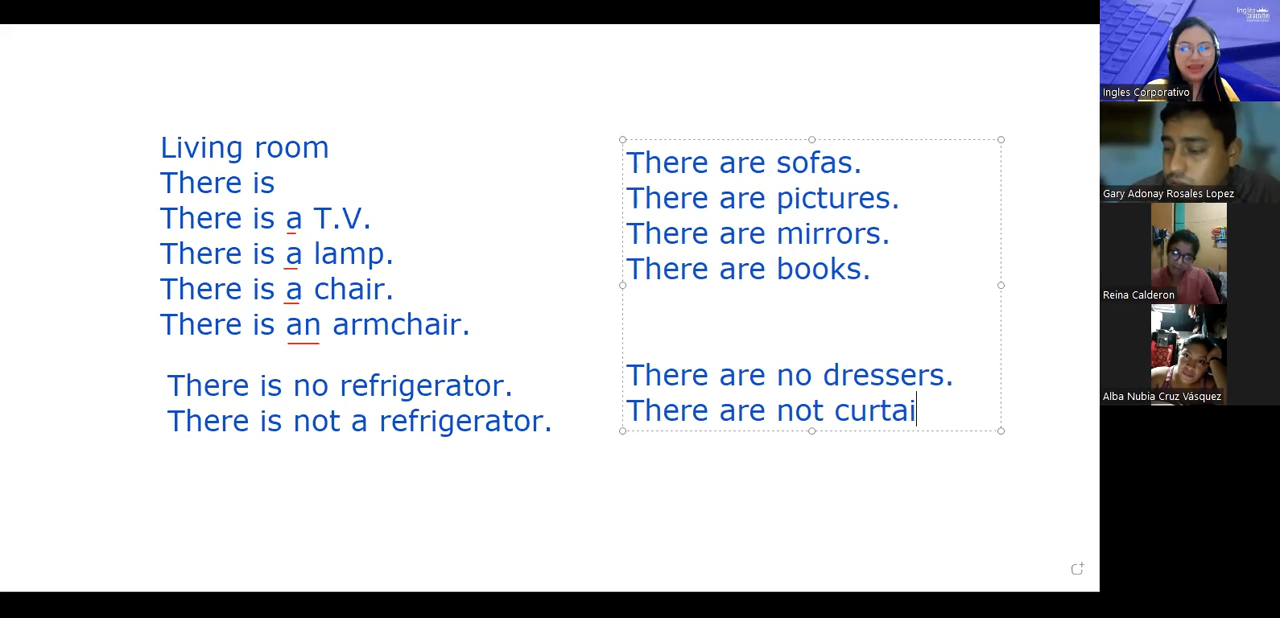 Living room
There is
There is a T.V.
There is a lamp.
There is a chair.
There is an armchair.
There is no refrigerator.
There is not a refrigerator.
There are sofas.
There are pictures.
There are mirrors.
There are books.
There are no dressers.
There are not curtai
Ingles Corporativo
Gary Adonay Rosales Lopez
Reina Calderon
Alba Nubia Cruz Vásquez